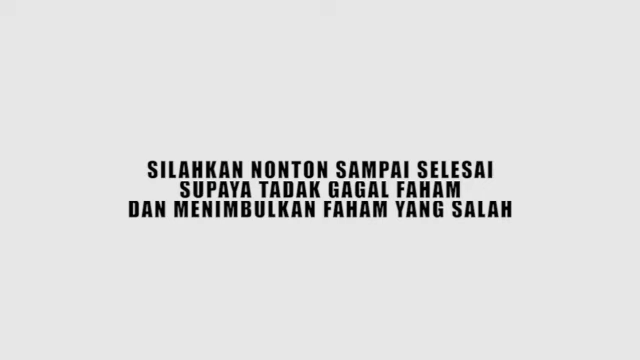 SILAHKAN NONTON SAMPAI SELESAI
SUPAYA TADAK GAGAL FAHAM
DAN MENIMBULKAN FAHAM YANG SALAH